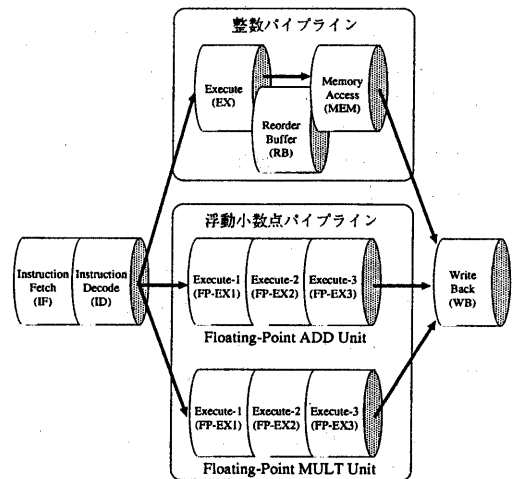 整数パイプライン
Execute
(EX)
Memory
Access
(MEM)
Reorder
Buffer
(RB)
浮動小数点パイプライン
Instruction
Fetch
(IF)
Instruction
Decode
(ID)
Execute-1
(FP-EX1)
Execute-2
(FP-EX2)
Execute-3
(FP-EX3)
Floating-Point ADD Unit
Write
Back
(WB)
Execute-1
(FP-EX1)
Execute-2
(FP-EX2)
Execute-3
(FP-EX3)
Floating-Point MULT Unit